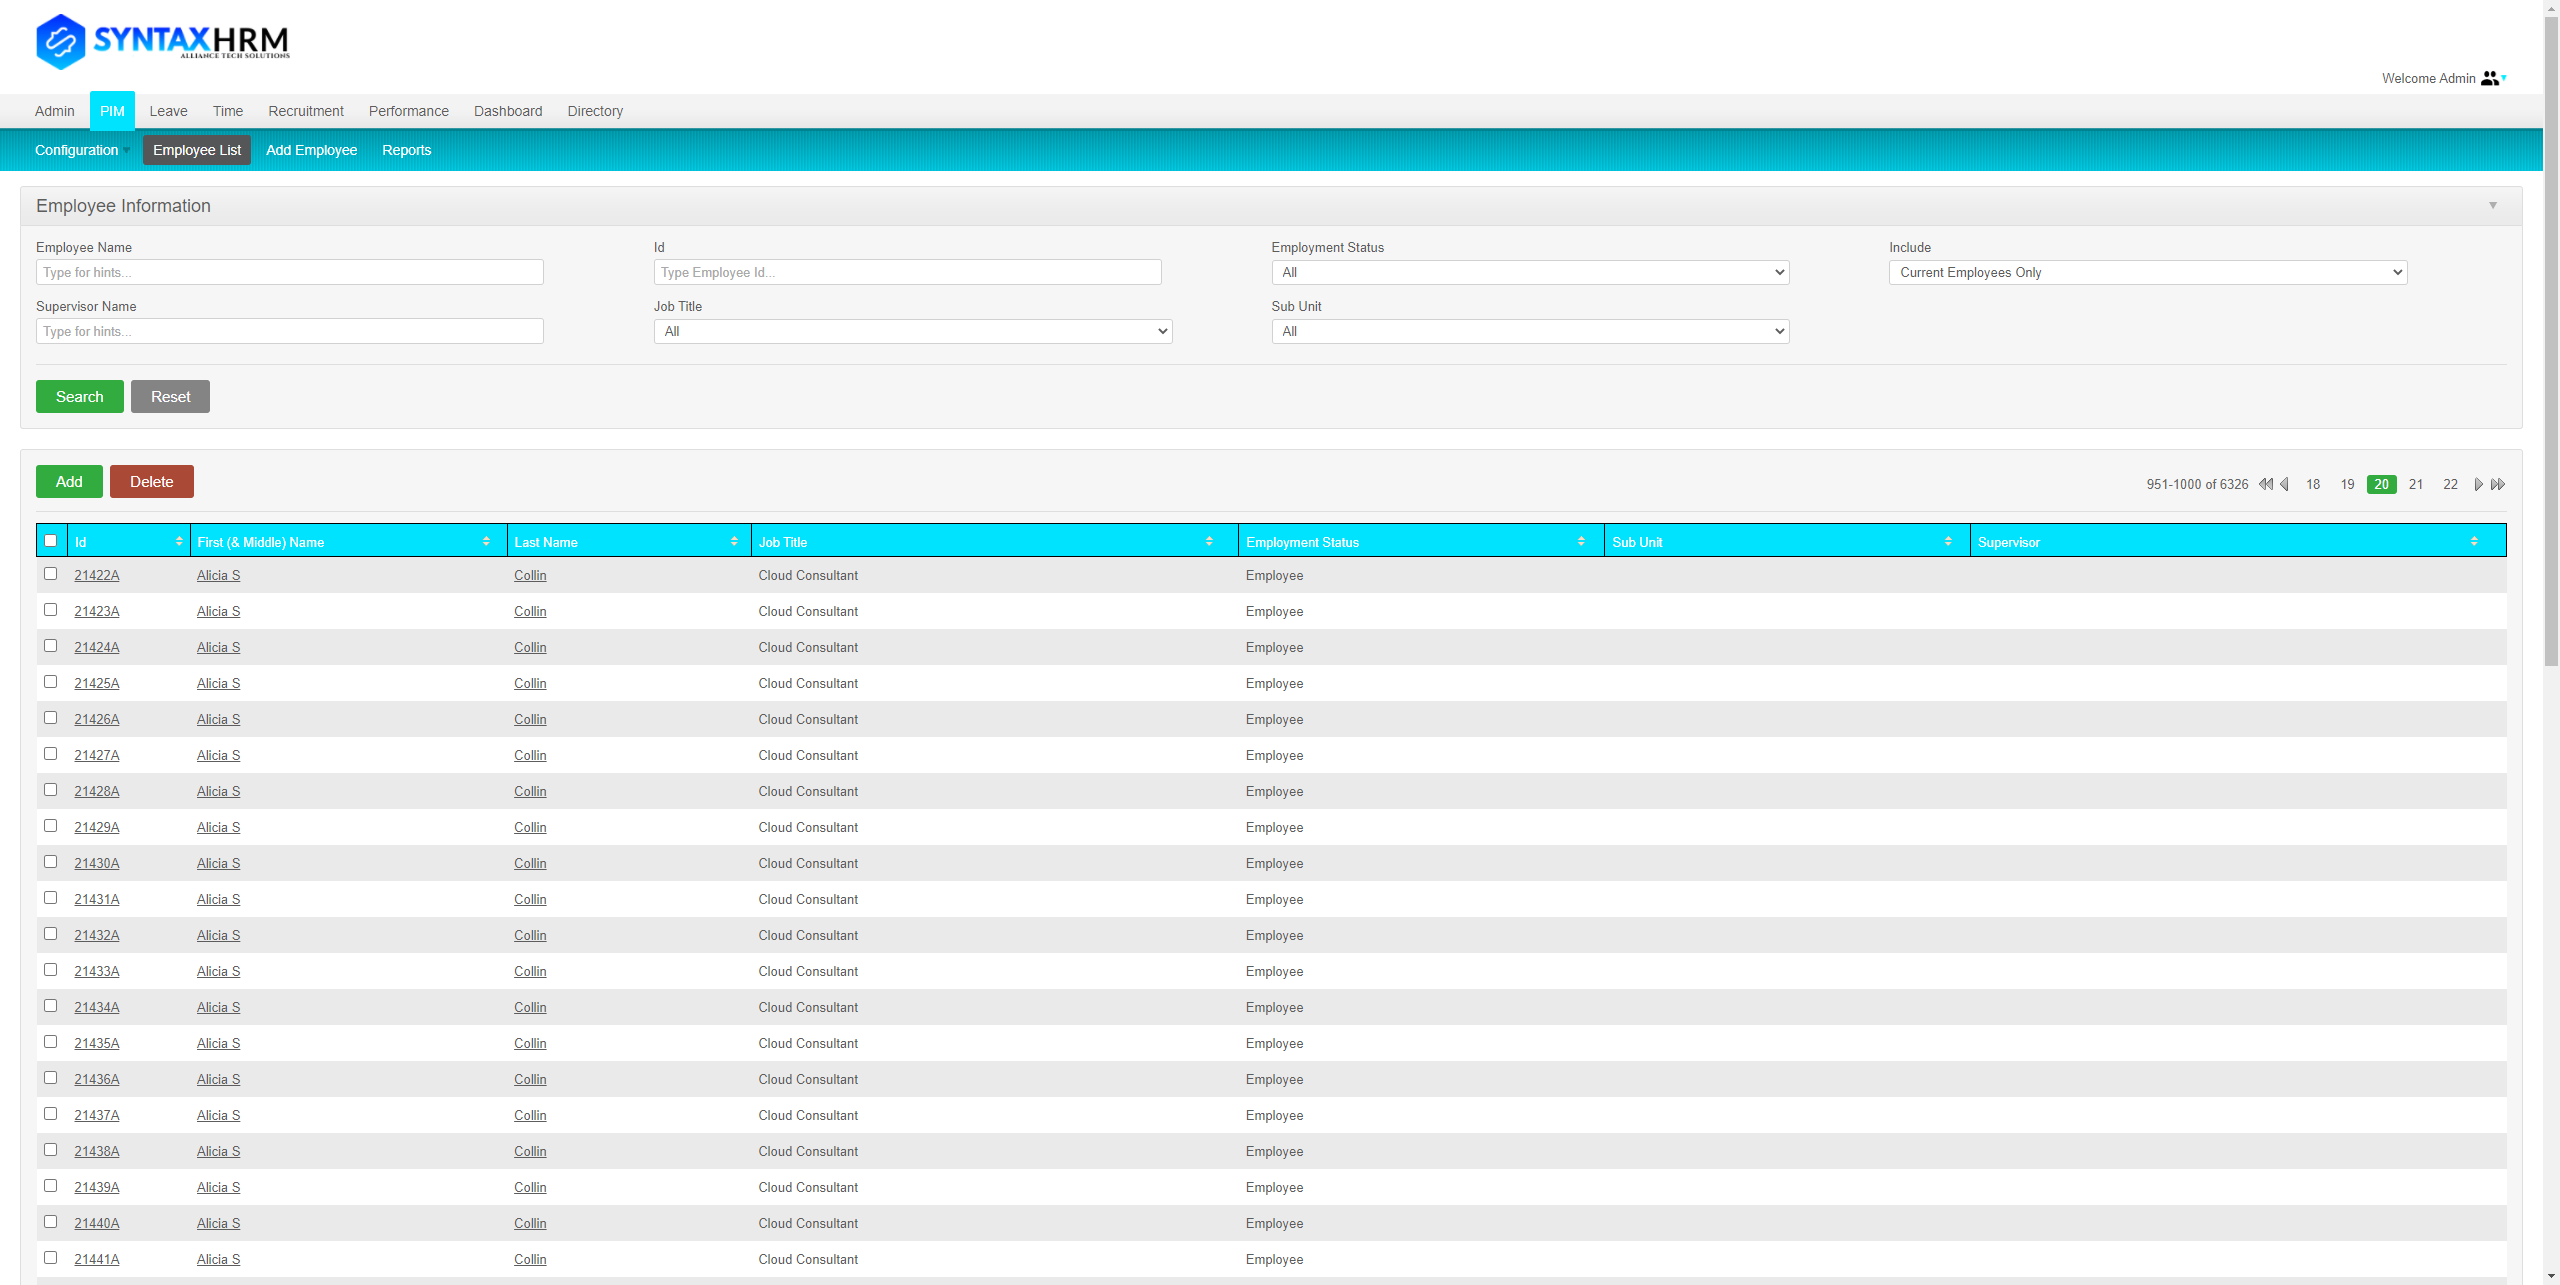 SYNTAXHRM
ALLIANCE TECH SOLUTIONS
Welcome Admin
Admin PIM Leave Time Recruitment Performance Dashboard Directory
Configuration Employee List Add Employee Reports
Employee Information
Employee Name Id Employment Status Include
Type for hints... Type Employee Id... All Current Employees Only
Supervisor Name Job Title Sub Unit
Type for hints... All All
Search Reset
Add Delete 951-1000 of 6326 18 19 20 21 22
Id First (& Middle) Name Last Name Job Title Employment Status Sub Unit Supervisor
21422A Alicia S Collin Cloud Consultant Employee
21423A Alicia S Collin Cloud Consultant Employee
21424A Alicia S Collin Cloud Consultant Employee
21425A Alicia S Collin Cloud Consultant Employee
21426A Alicia S Collin Cloud Consultant Employee
21427A Alicia S Collin Cloud Consultant Employee
21428A Alicia S Collin Cloud Consultant Employee
21429A Alicia S Collin Cloud Consultant Employee
21430A Alicia S Collin Cloud Consultant Employee
21431A Alicia S Collin Cloud Consultant Employee
21432A Alicia S Collin Cloud Consultant Employee
21433A Alicia S Collin Cloud Consultant Employee
21434A Alicia S Collin Cloud Consultant Employee
21435A Alicia S Collin Cloud Consultant Employee
21436A Alicia S Collin Cloud Consultant Employee
21437A Alicia S Collin Cloud Consultant Employee
21438A Alicia S Collin Cloud Consultant Employee
21439A Alicia S Collin Cloud Consultant Employee
21440A Alicia S Collin Cloud Consultant Employee
21441A Alicia S Collin Cloud Consultant Employee